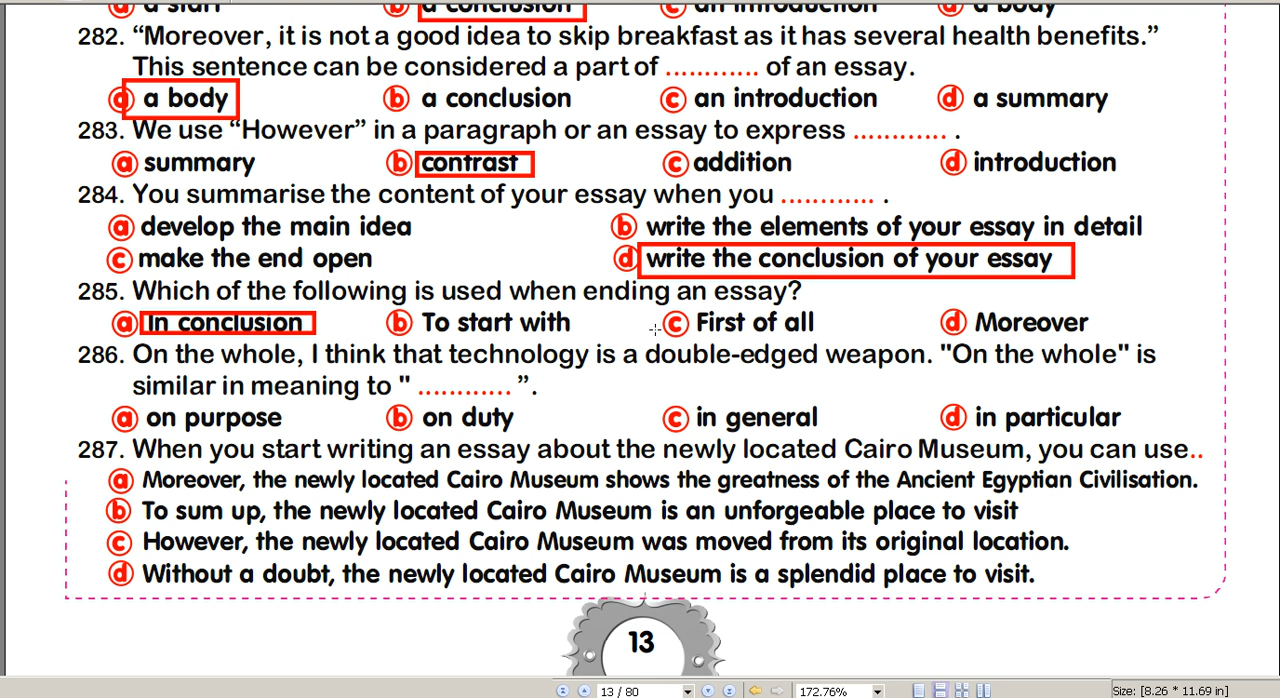 ⓐ a start ⓑ a conclusion ⓒ an introduction ⓓ a body
282. “Moreover, it is not a good idea to skip breakfast as it has several health benefits.”
This sentence can be considered a part of ............ of an essay.
ⓐ a body ⓑ a conclusion ⓒ an introduction ⓓ a summary
283. We use “However” in a paragraph or an essay to express ............ .
ⓐ summary ⓑ contrast ⓒ addition ⓓ introduction
284. You summarise the content of your essay when you ............ .
ⓐ develop the main idea ⓑ write the elements of your essay in detail
ⓒ make the end open ⓓ write the conclusion of your essay
285. Which of the following is used when ending an essay?
ⓐ In conclusion ⓑ To start with ⓒ First of all ⓓ Moreover
286. On the whole, I think that technology is a double-edged weapon. "On the whole" is
similar in meaning to " ............ ”.
ⓐ on purpose ⓑ on duty ⓒ in general ⓓ in particular
287. When you start writing an essay about the newly located Cairo Museum, you can use..
ⓐ Moreover, the newly located Cairo Museum shows the greatness of the Ancient Egyptian Civilisation.
ⓑ To sum up, the newly located Cairo Museum is an unforgeable place to visit
ⓒ However, the newly located Cairo Museum was moved from its original location.
ⓓ Without a doubt, the newly located Cairo Museum is a splendid place to visit.
13
13 / 80 172.76% Size: [8.26 * 11.69 in]